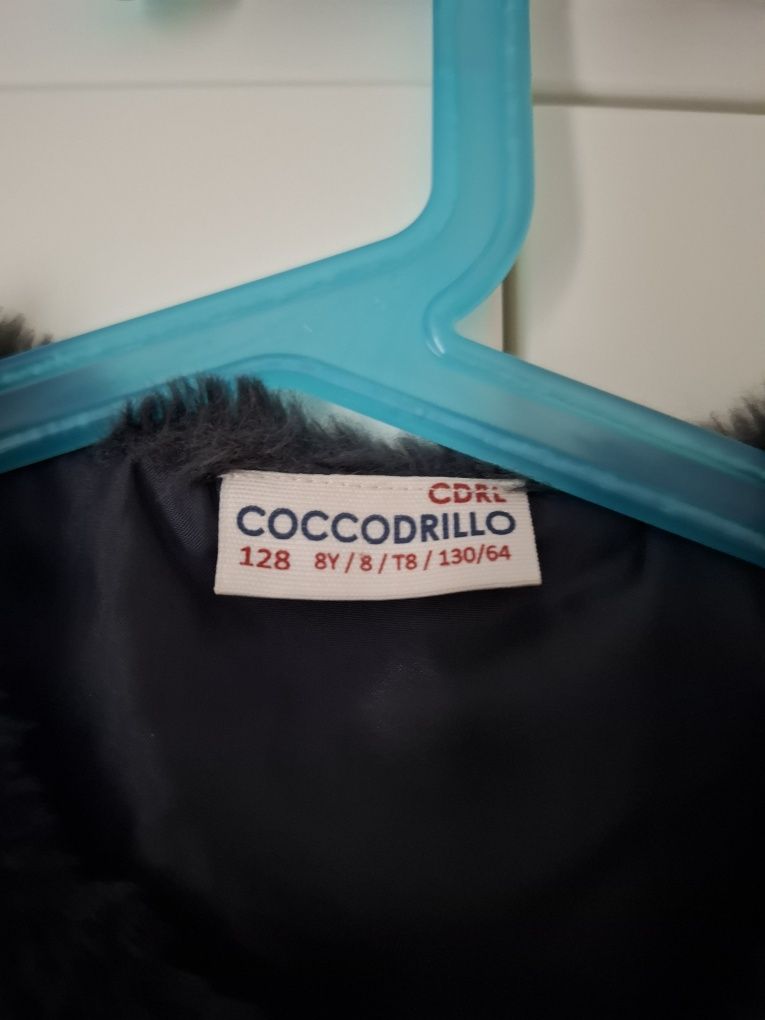 CDRL
COCCODRILLO
128 8Y / 8 / T8 / 130/64